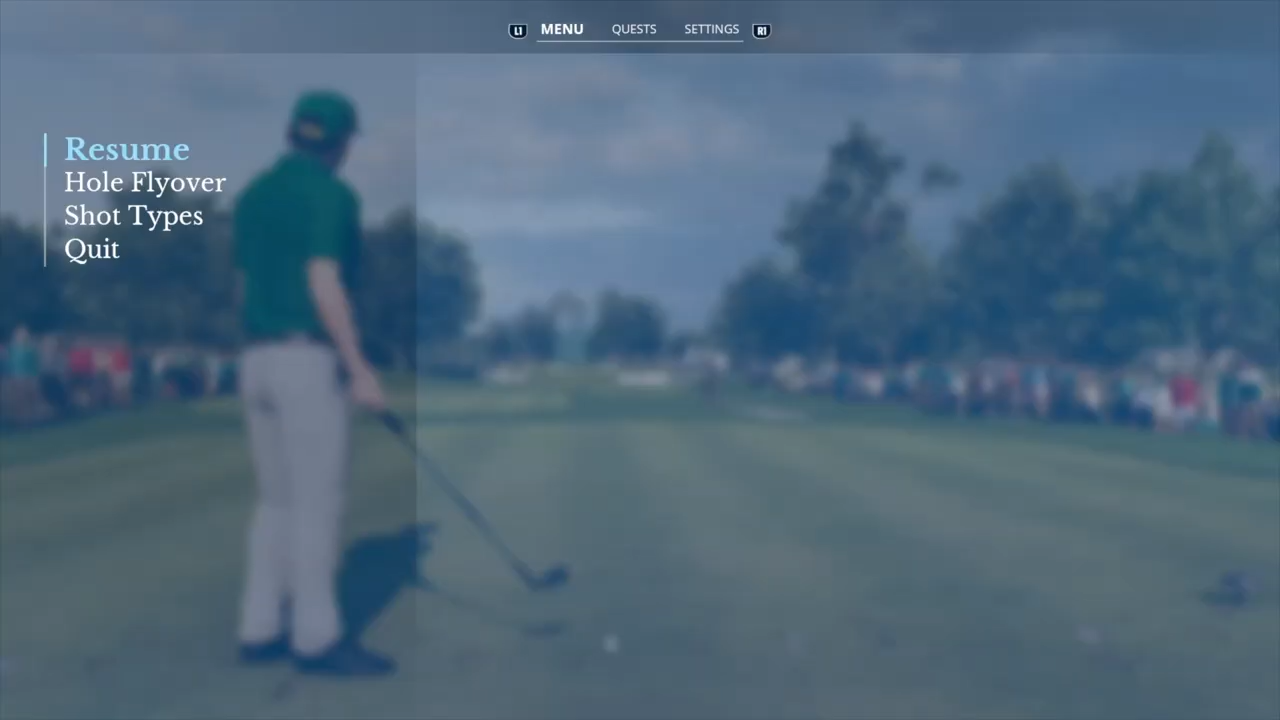 L1 MENU QUESTS SETTINGS R1
Resume
Hole Flyover
Shot Types
Quit